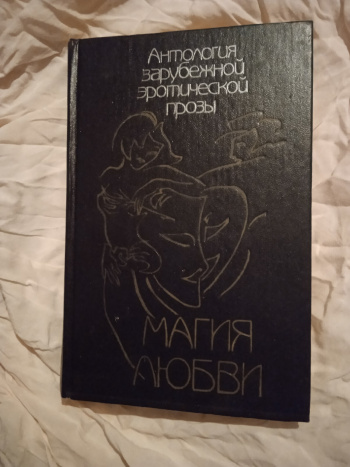 Антология
зарубежной
эротической
прозы
МАГИЯ
ЛЮБВИ